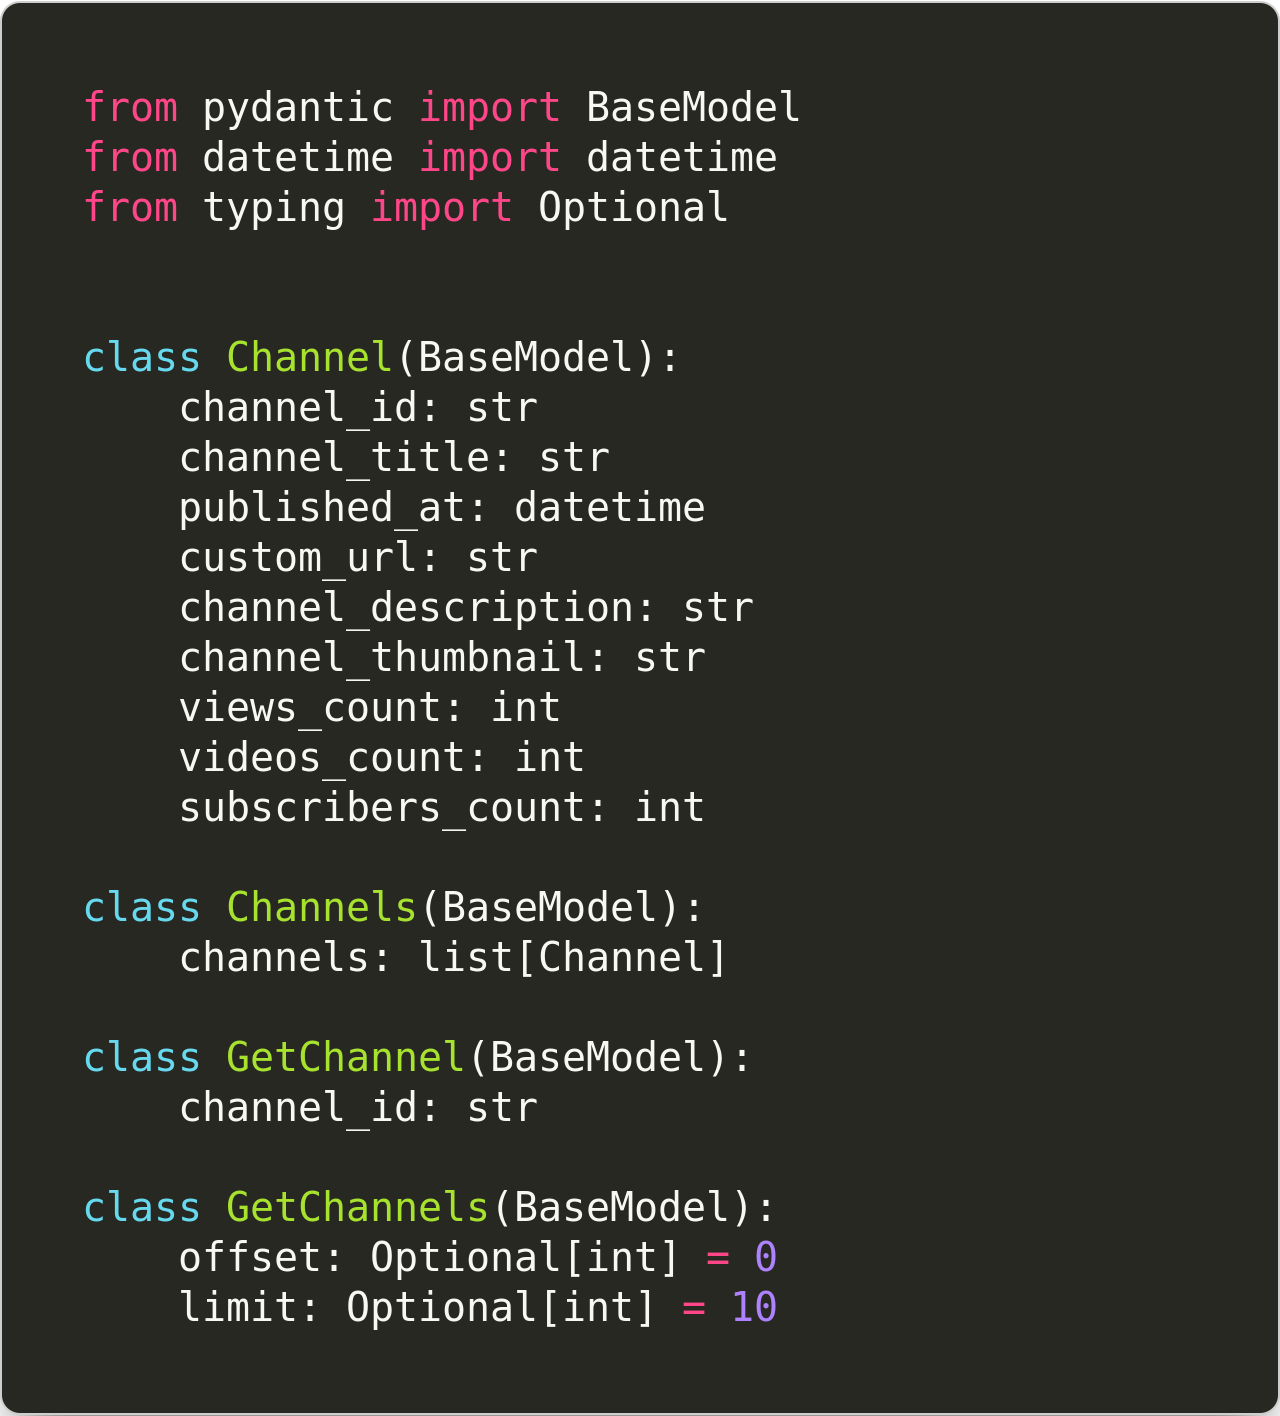 from pydantic import BaseModel
from datetime import datetime
from typing import Optional
class Channel(BaseModel):
    channel_id: str
    channel_title: str
    published_at: datetime
    custom_url: str
    channel_description: str
    channel_thumbnail: str
    views_count: int
    videos_count: int
    subscribers_count: int
class Channels(BaseModel):
    channels: list[Channel]
class GetChannel(BaseModel):
    channel_id: str
class GetChannels(BaseModel):
    offset: Optional[int] = 0
    limit: Optional[int] = 10